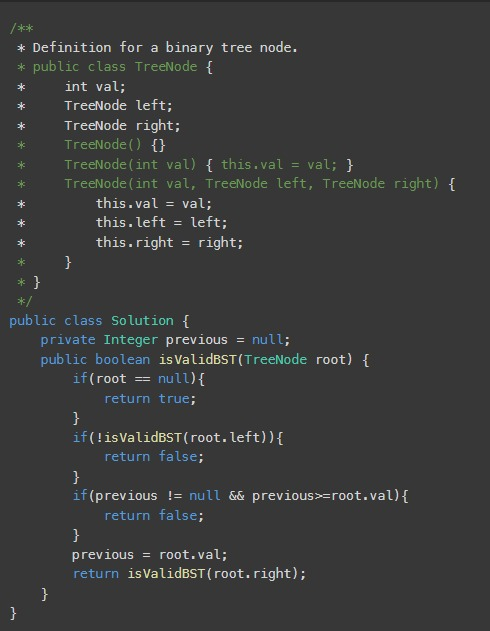 /**
 * Definition for a binary tree node.
 * public class TreeNode {
 *     int val;
 *     TreeNode left;
 *     TreeNode right;
 *     TreeNode() {}
 *     TreeNode(int val) { this.val = val; }
 *     TreeNode(int val, TreeNode left, TreeNode right) {
 *         this.val = val;
 *         this.left = left;
 *         this.right = right;
 *     }
 * }
 */
public class Solution {
    private Integer previous = null;
    public boolean isValidBST(TreeNode root) {
        if(root == null){
            return true;
        }
        if(!isValidBST(root.left)){
            return false;
        }
        if(previous != null && previous>=root.val){
            return false;
        }
        previous = root.val;
        return isValidBST(root.right);
    }
}